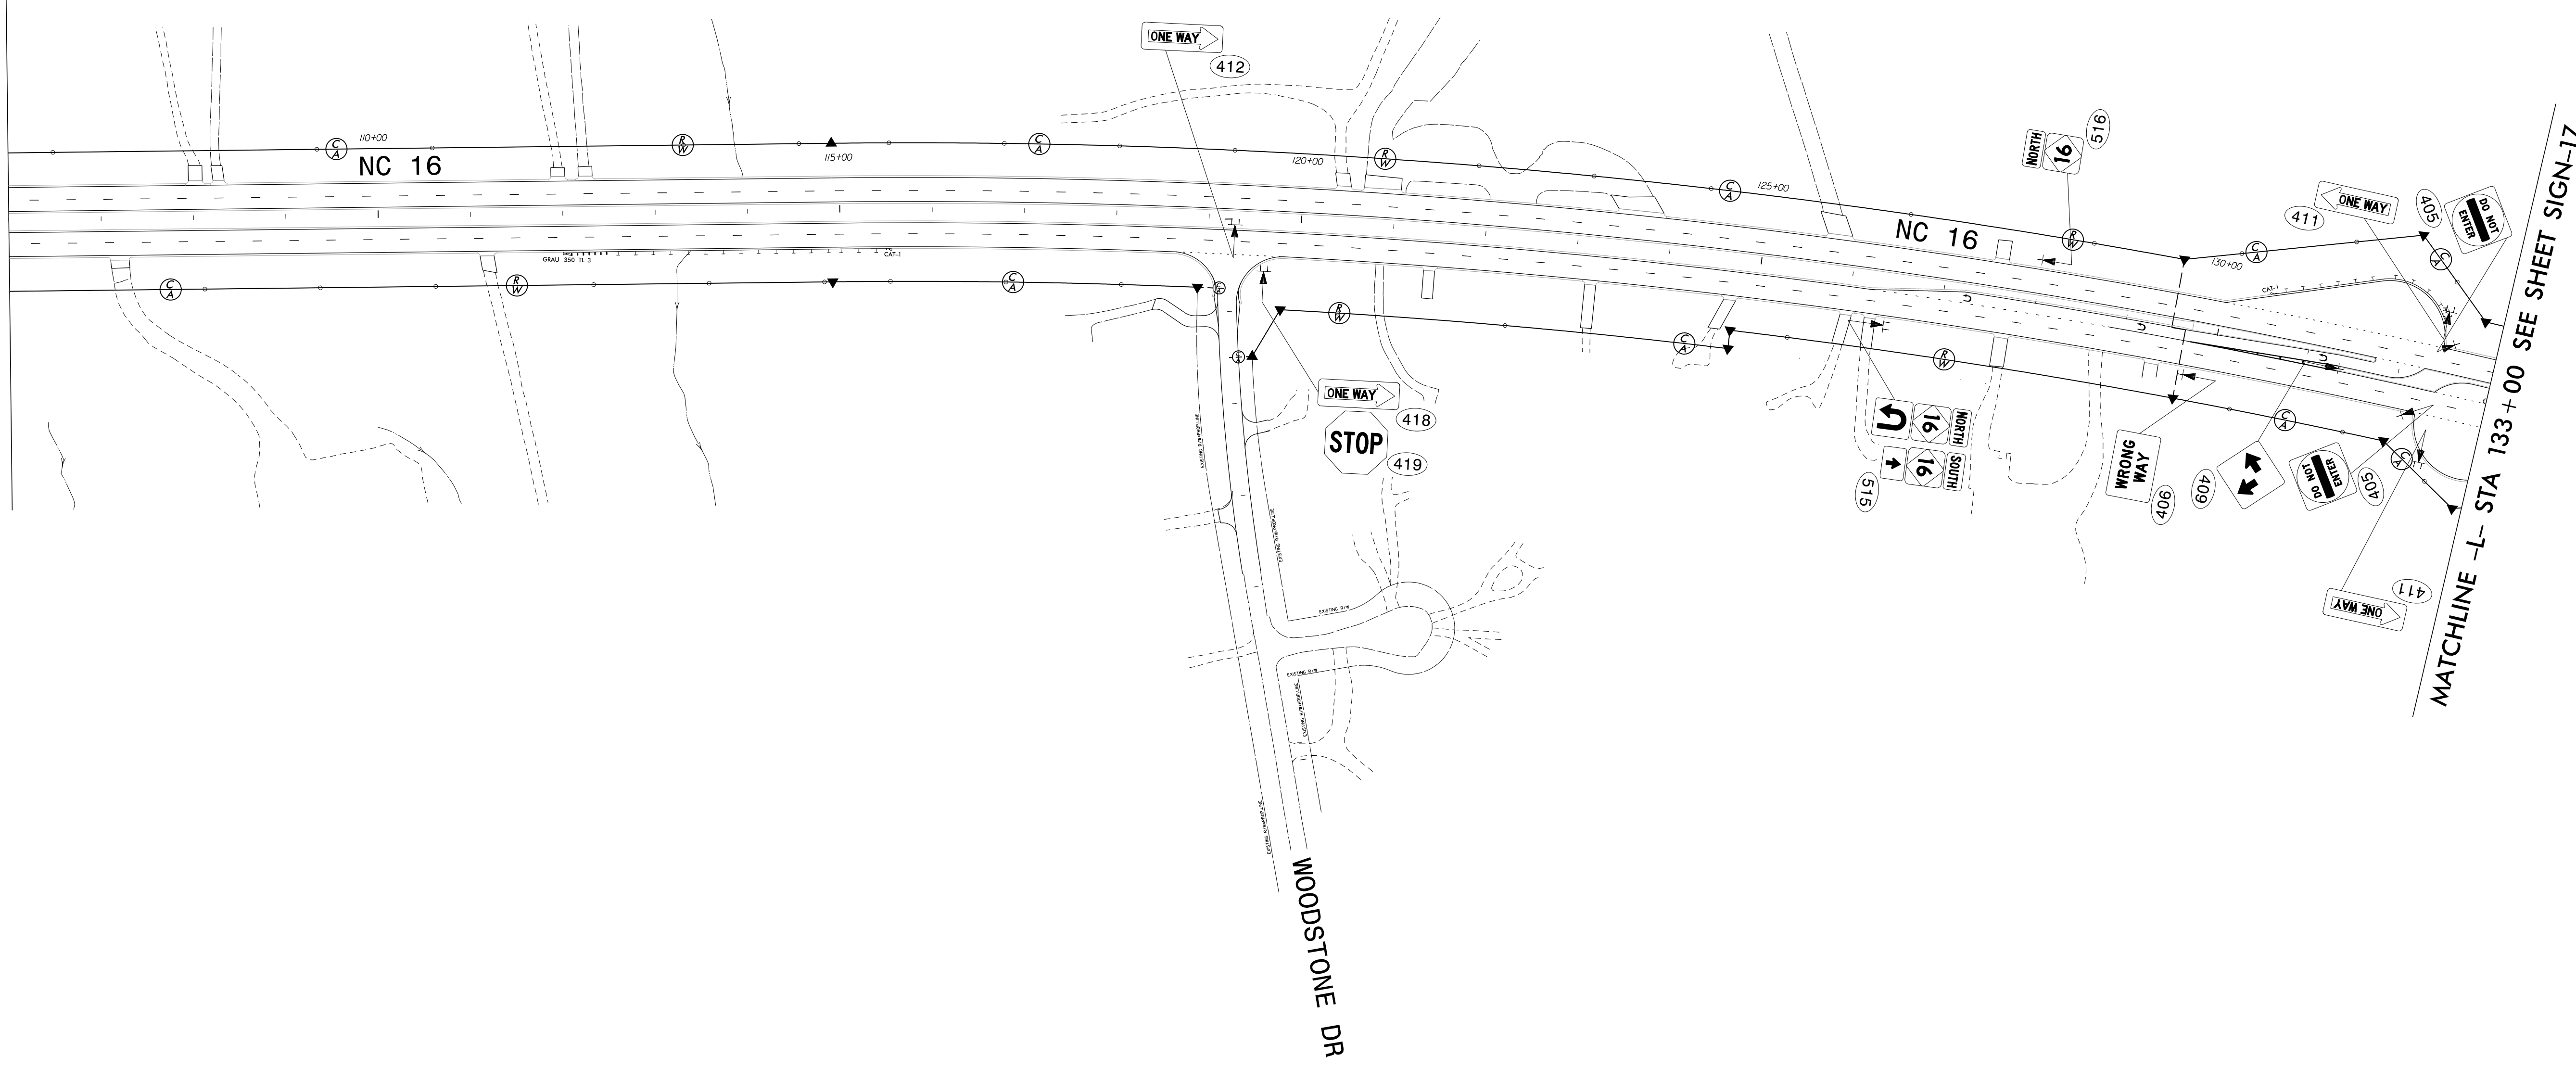 ONE WAY
412
110+00
NC 16
C
A
R
W
115+00
C
A
120+00
R
W
C
A
125+00
NC 16
NORTH
16
516
R
W
130+00
C
A
ONE WAY
411
405
DO NOT
ENTER
C
A
CAT-1
GRAU 350 TL-3
CAT-1
C
A
R
W
C
A
R
W
C
A
R
W
C
A
C
A
ONE WAY
418
STOP
419
16
NORTH
16
SOUTH
515
WRONG
WAY
406
409
DO NOT
ENTER
405
ONE WAY
411
EXISTING R/W
EXISTING R/W
WOODSTONE DR
MATCHLINE -L- STA 133+00 SEE SHEET SIGN-17